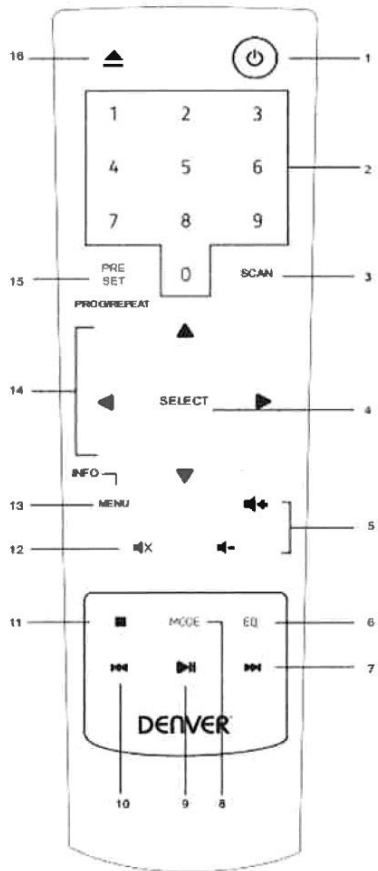 16 1
1 2 3
4 5 6 2
7 8 9
15 PRE SET 0 SCAN 3
PROG/REPEAT
14 SELECT 4
INFO
13 MENU 5
12
11 MODE EQ 6
7
DENVER
10 9 8